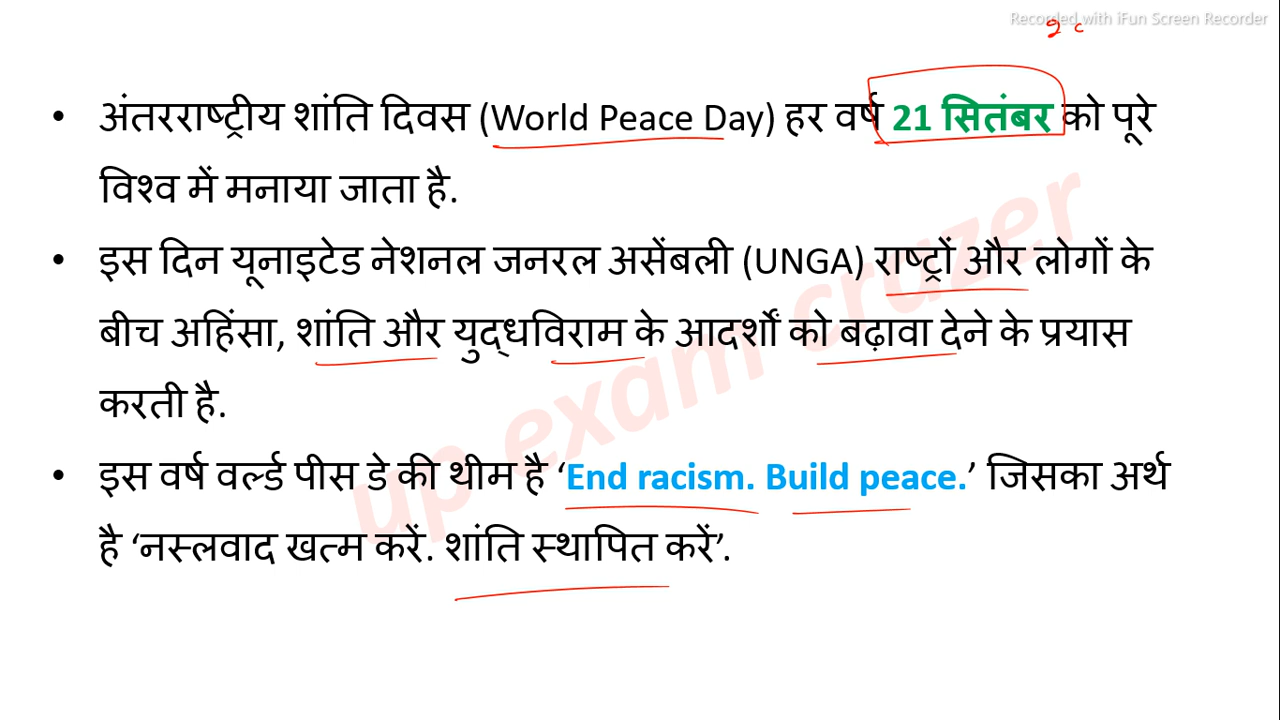 Recorded with iFun Screen Recorder
• अंतरराष्ट्रीय शांति दिवस (World Peace Day) हर वर्ष 21 सितंबर को पूरे
विश्व में मनाया जाता है.
• इस दिन यूनाइटेड नेशनल जनरल असेंबली (UNGA) राष्ट्रों और लोगों के
बीच अहिंसा, शांति और युद्धविराम के आदर्शों को बढ़ावा देने के प्रयास
करती है.
• इस वर्ष वर्ल्ड पीस डे की थीम है ‘End racism. Build peace.’ जिसका अर्थ
है ‘नस्लवाद खत्म करें. शांति स्थापित करें’.
up exam cruzer